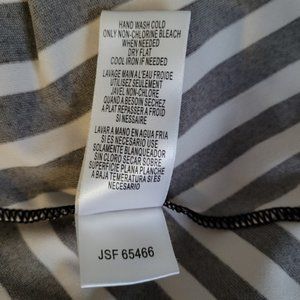 HAND WASH COLD
ONLY NON-CHLORINE BLEACH
WHEN NEEDED
DRY FLAT
COOL IRON IF NEEDED
LAVAGE MAIN A L'EAU FROIDE
UTILISEZ SEULEMENT
JAVEL NON-CHLORE
QUAND A BESOIN SECHEZ
A PLAT REPASSER A FROID
SI NECESSAIRE
LAVAR A MANO EN AGUA FRIA
SI ES NECESSARIO USE
SOLAMENTE BLANQUEADOR
SIN CLORO SECAR SOBRE
SUPERFICIE PLANA PLANCHE
A BAJA TEMPERATURA SI ES
NECESARIO
JSF 65466